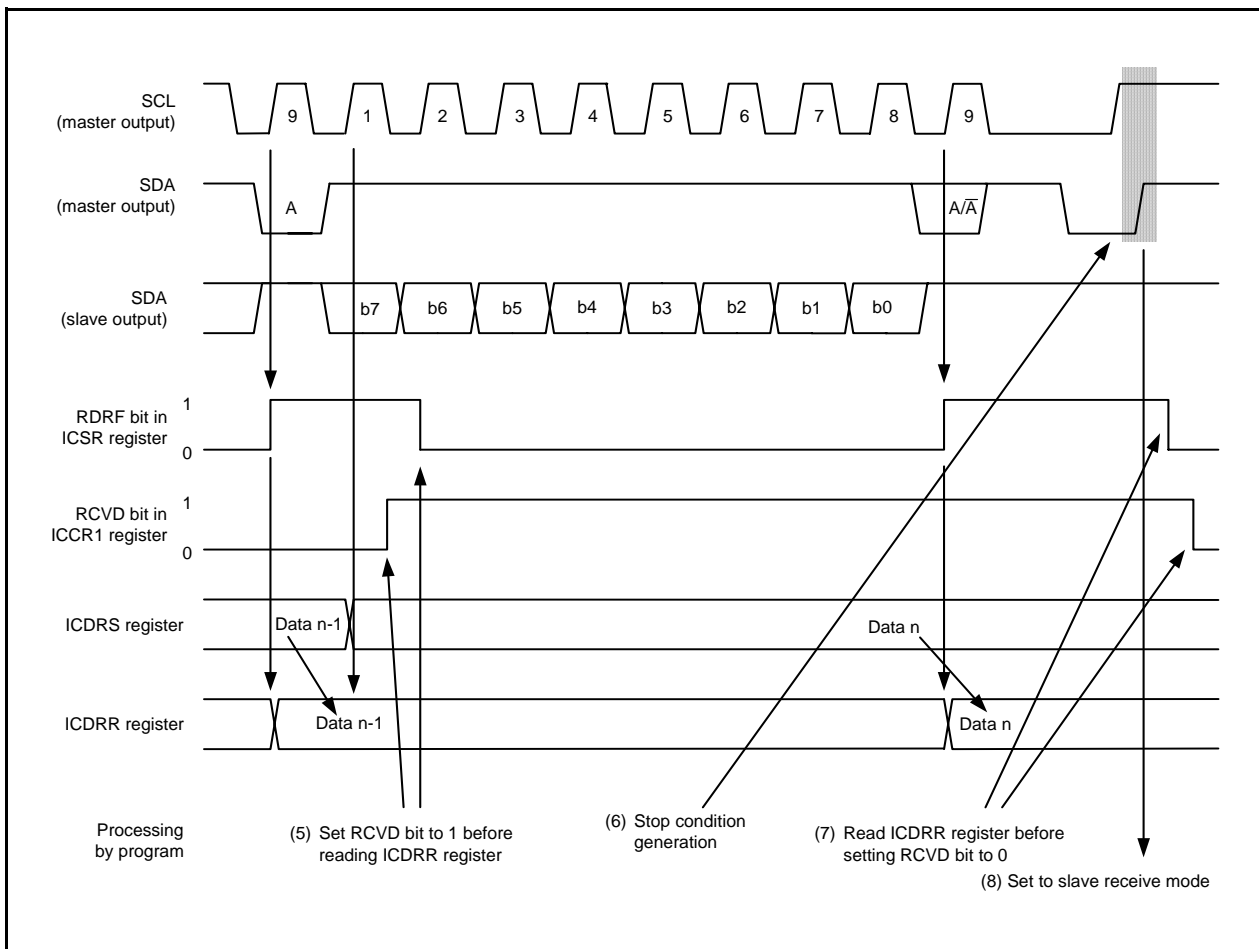 SCL
(master output)
9 1 2 3 4 5 6 7 8 9
SDA
(master output)
A A/A̅
SDA
(slave output)
b7 b6 b5 b4 b3 b2 b1 b0
RDRF bit in
ICSR register
1
0
RCVD bit in
ICCR1 register
1
0
ICDRS register
Data n-1 Data n
ICDRR register
Data n-1 Data n
Processing
by program
(5) Set RCVD bit to 1 before
reading ICDRR register
(6) Stop condition
generation
(7) Read ICDRR register before
setting RCVD bit to 0
(8) Set to slave receive mode